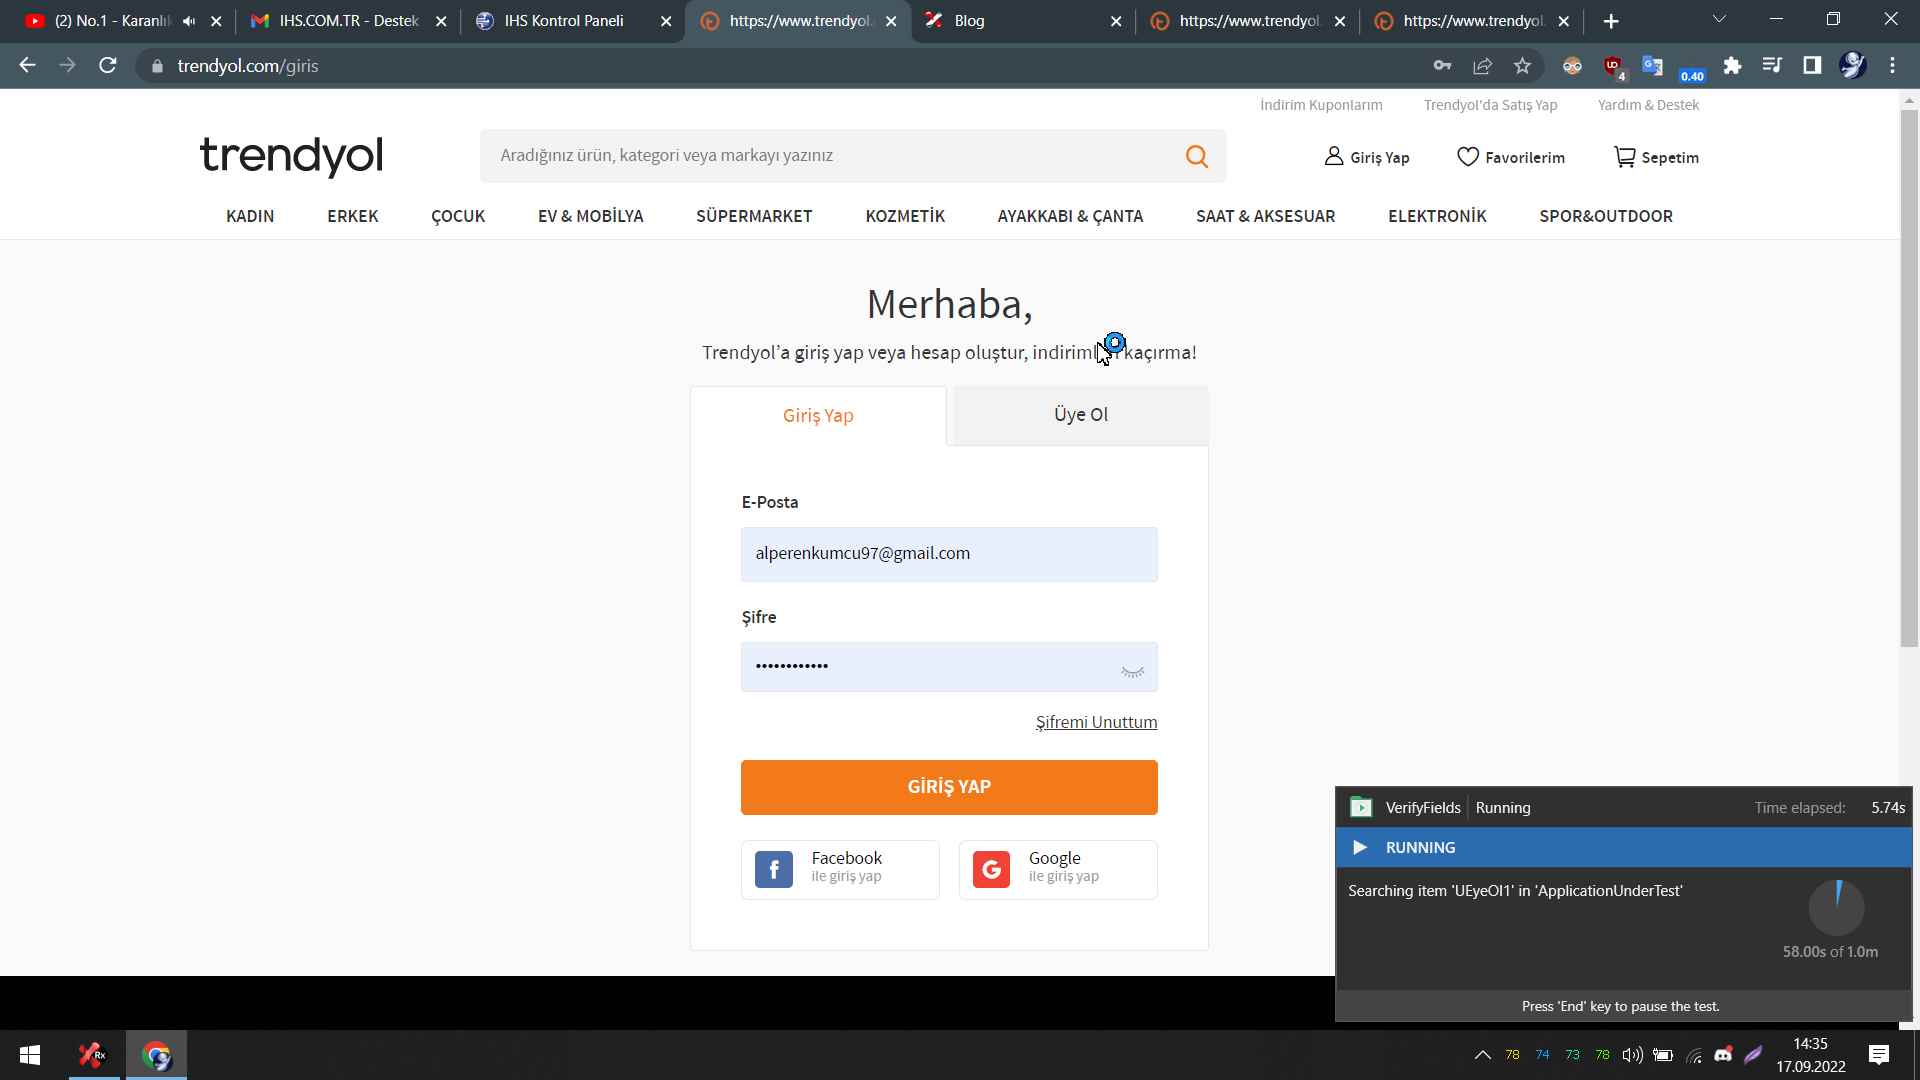 (2) No.1 - Karanlık
IHS.COM.TR - Destek
IHS Kontrol Paneli
https://www.trendyol.
Blog
https://www.trendyol.
https://www.trendyol.
trendyol.com/giris
4
0.40
İndirim Kuponlarım
Trendyol'da Satış Yap
Yardım & Destek
trendyol
Aradığınız ürün, kategori veya markayı yazınız
Giriş Yap
Favorilerim
Sepetim
KADIN
ERKEK
ÇOCUK
EV & MOBİLYA
SÜPERMARKET
KOZMETİK
AYAKKABI & ÇANTA
SAAT & AKSESUAR
ELEKTRONİK
SPOR&OUTDOOR
Merhaba,
Trendyol’a giriş yap veya hesap oluştur, kaçırma!
Giriş Yap
Üye Ol
E-Posta
alperenkumcu97@gmail.com
Şifre
••••••••••••
Şifremi Unuttum
GİRİŞ YAP
Facebook
ile giriş yap
Google
ile giriş yap
VerifyFields
Running
Time elapsed: 5.74s
RUNNING
Searching item 'UEyeOI1' in 'ApplicationUnderTest'
58.00s of 1.0m
Press 'End' key to pause the test.
Rx
78
74
73
78
14:35
17.09.2022